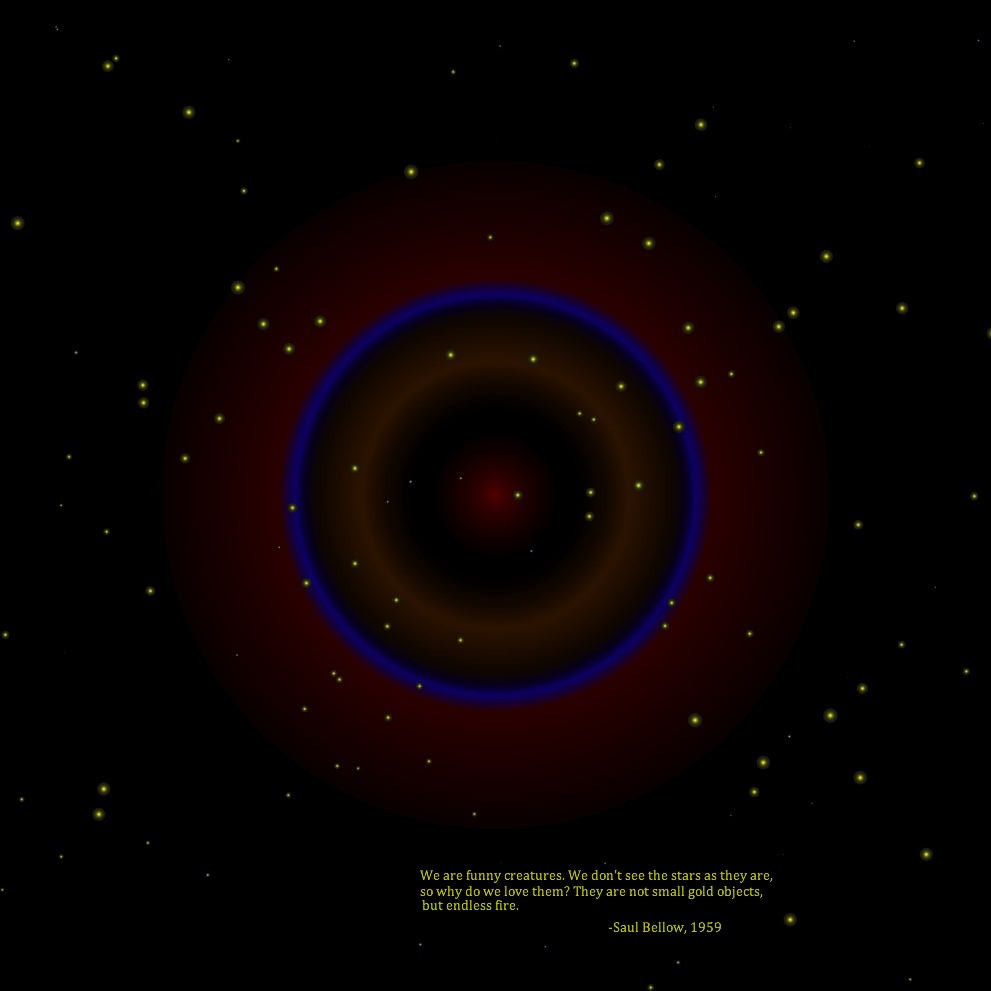 We are funny creatures. We don't see the stars as they are,
so why do we love them? They are not small gold objects,
but endless fire.
-Saul Bellow, 1959